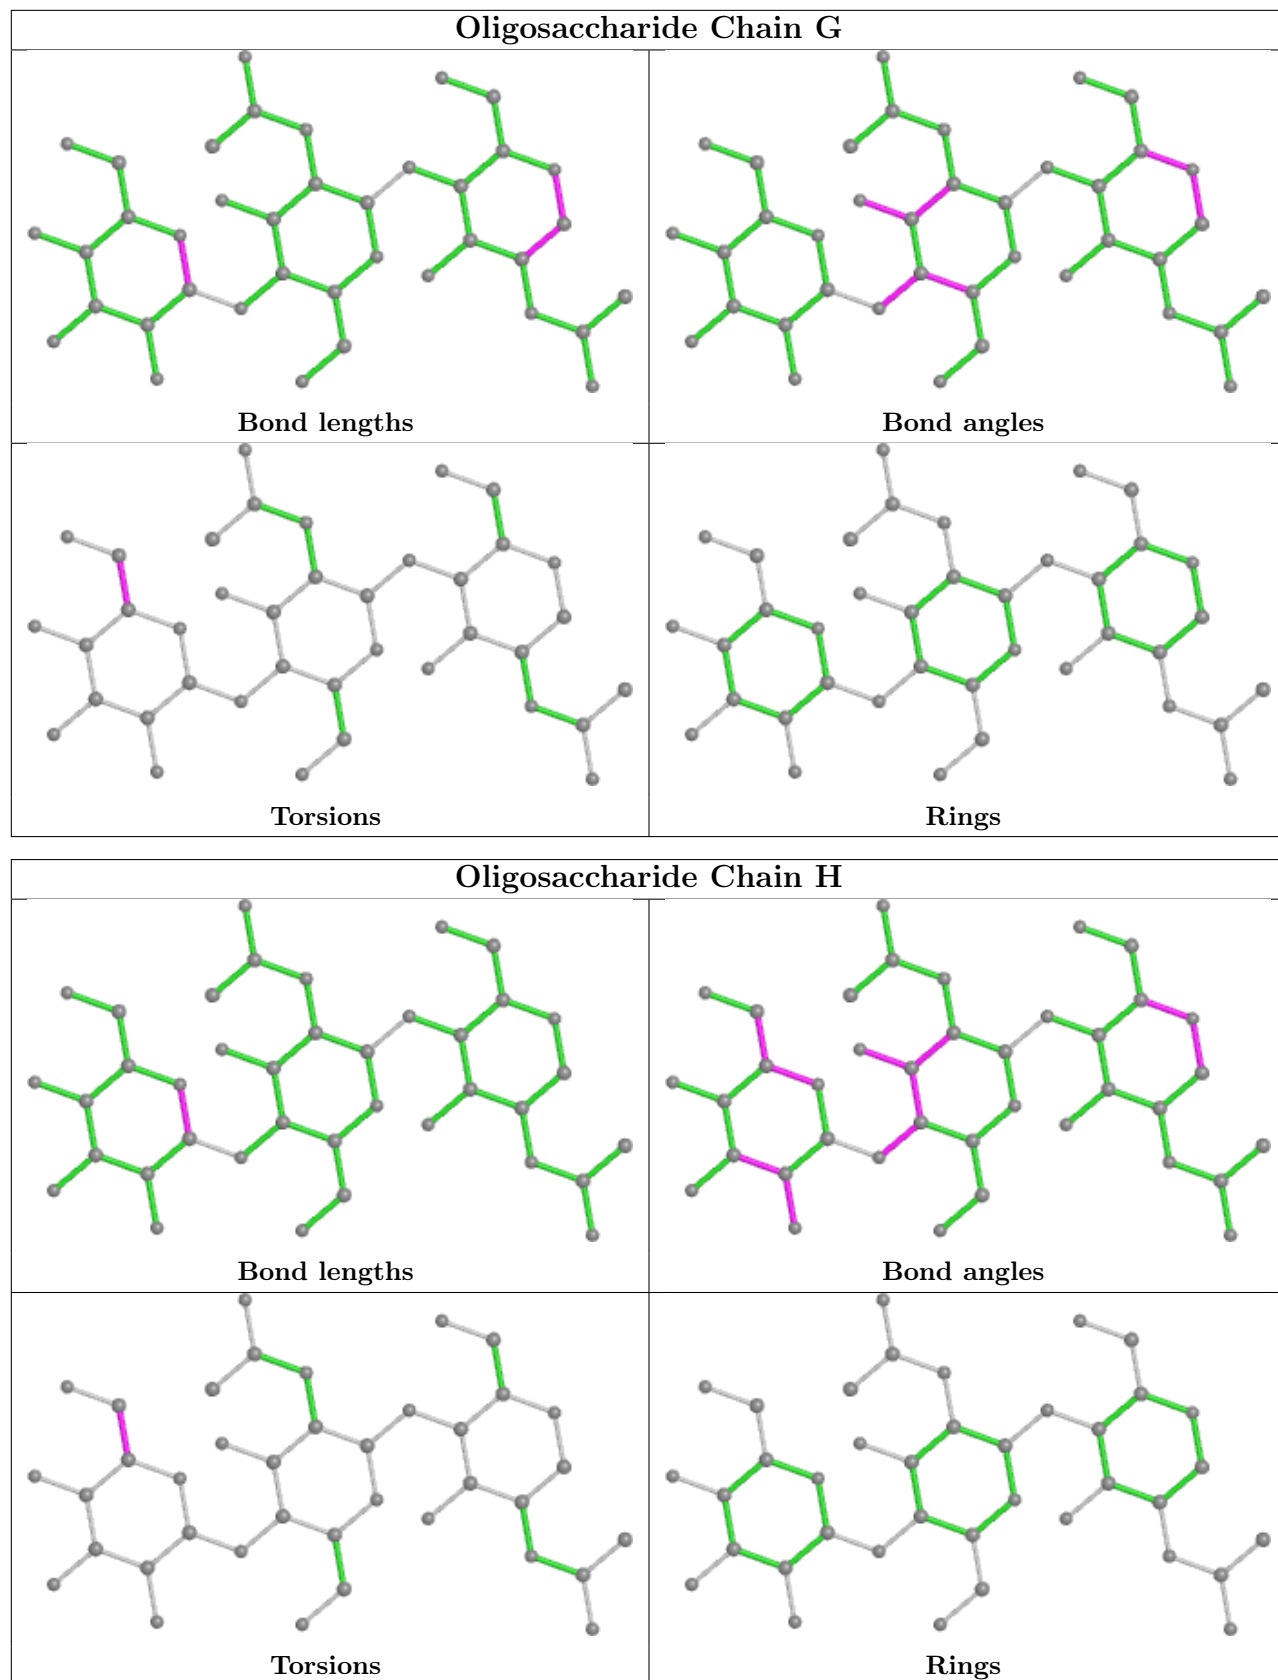 Oligosaccharide Chain G
Bond lengths
Bond angles
Torsions
Rings
Oligosaccharide Chain H
Bond lengths
Bond angles
Torsions
Rings